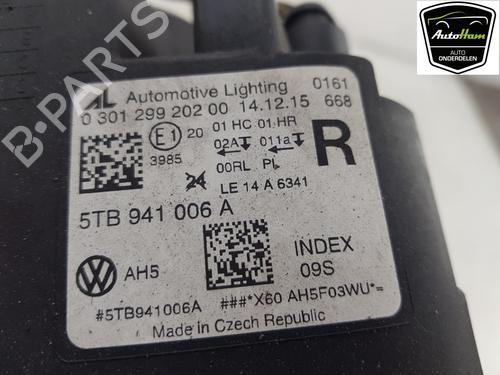 AutoHam
AUTO
ONDERDELEN
B-PARTS
AL Automotive Lighting 0161
0 301 299 202 00 14.12.15 668
E1 20 01 HC 01 HR
3985 02A 011a R
00RL PL
24 LE 14 A 6341
5TB 941 006 A
AH5 INDEX
09S
#5TB941006A ###*X60 AH5F03WU*=
Made in Czech Republic